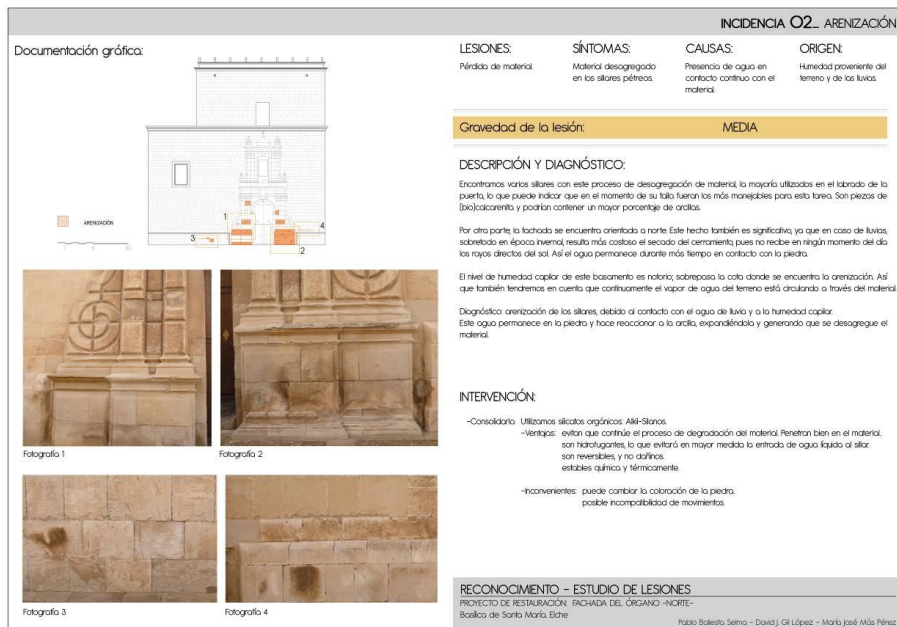 INCIDENCIA 02_ ARENIZACIÓN
Documentación gráfica:
1
2
3
4
ARENIZACIÓN
Fotografía 1
Fotografía 2
Fotografía 3
Fotografía 4
LESIONES:
Pérdida de material.
SÍNTOMAS:
Material desagregado
en los sillares pétreos.
CAUSAS:
Presencia de agua en
contacto continuo con el
material.
ORIGEN:
Humedad proveniente del
terreno y de las lluvias.
Gravedad de la lesión:
MEDIA
DESCRIPCIÓN Y DIAGNÓSTICO:
Encontramos varios sillares con este proceso de desagregación de material, la mayoría utilizados en el labrado de la
puerta, lo que puede indicar que en el momento de su talla fueran los más manejables para esta tarea. Son piezas de
(bio)calcarenita y podrían contener un mayor porcentaje de arcillas.
Por otra parte, la fachada se encuentra orientada a norte. Este hecho también es significativo, ya que en caso de lluvias,
sobretodo en época invernal, resulta más costoso el secado del cerramiento, pues no recibe en ningún momento del día
los rayos directos del sol. Así el agua permanece durante más tiempo en contacto con la piedra.
El nivel de humedad capilar de este basamento es notorio; sobrepasa la cota donde se encuentra la arenización. Así
que también tendremos en cuenta que continuamente el vapor de agua del terreno está circulando a través del material.
Diagnóstico: arenización de los sillares, debido al contacto con el agua de lluvia y a la humedad capilar.
Este agua permanece en la piedra y hace reaccionar a la arcilla, expandiéndola y generando que se desagregue el
material.
INTERVENCIÓN:
-Consolidarlo. Utilizamos silicatos orgánicos: Alkil-Silanos.
-Ventajas: evitan que continúe el proceso de degradación del material. Penetran bien en el material.
son hidrofugantes, lo que evitará en mayor medida la entrada de agua líquida al sillar.
son reversibles, y no dañinos.
estables química y térmicamente.
-Inconvenientes: puede cambiar la coloración de la piedra.
posible incompatibilidad de movimientos.
RECONOCIMIENTO - ESTUDIO DE LESIONES
PROYECTO DE RESTAURACIÓN: FACHADA DEL ÓRGANO -NORTE-
Basílica de Santa María. Elche
Pablo Ballesta Selma - David J. Gil López - María José Más Pérez